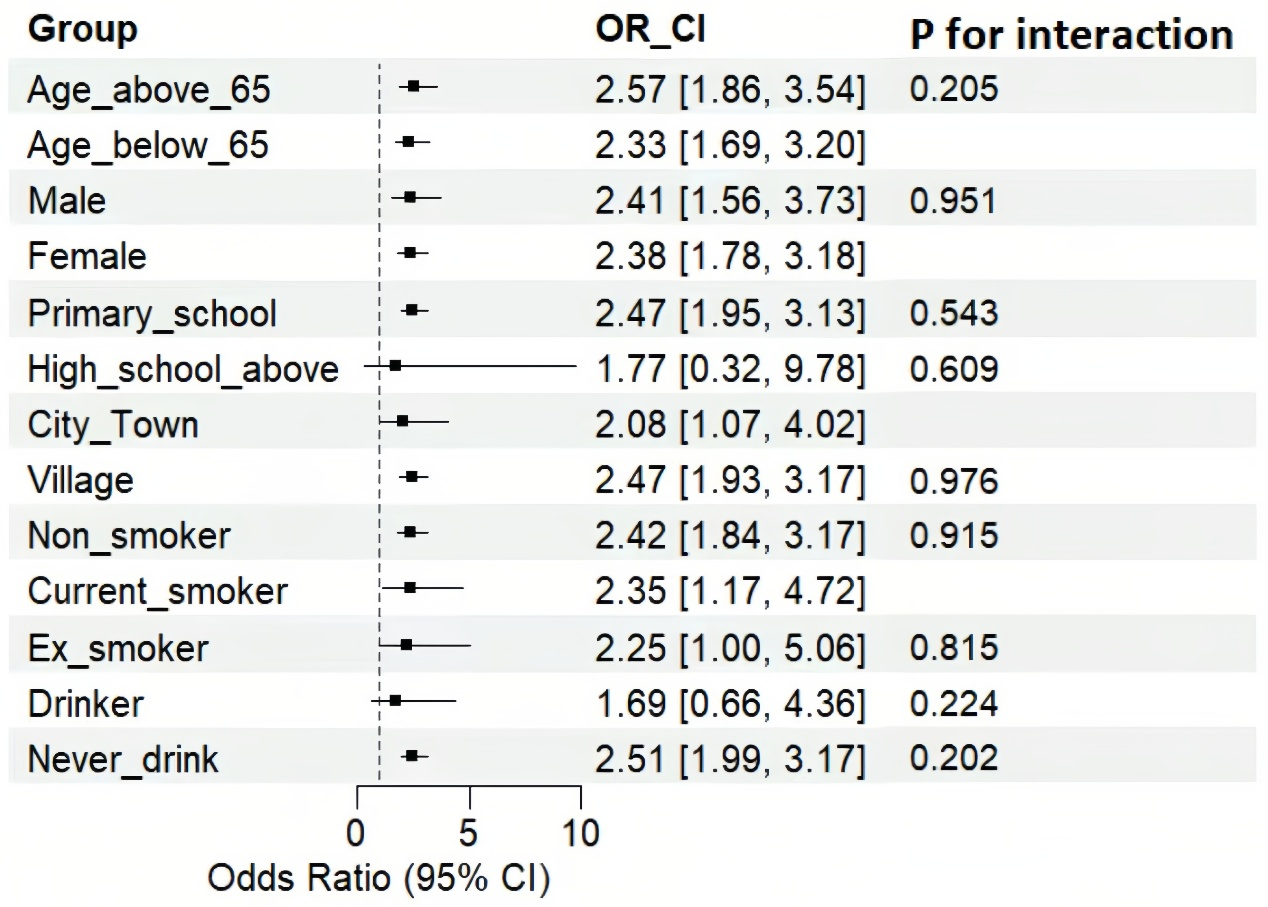 Group OR_CI P for interaction
Age_above_65 2.57 [1.86, 3.54] 0.205
Age_below_65 2.33 [1.69, 3.20]
Male 2.41 [1.56, 3.73] 0.951
Female 2.38 [1.78, 3.18]
Primary_school 2.47 [1.95, 3.13] 0.543
High_school_above 1.77 [0.32, 9.78] 0.609
City_Town 2.08 [1.07, 4.02]
Village 2.47 [1.93, 3.17] 0.976
Non_smoker 2.42 [1.84, 3.17] 0.915
Current_smoker 2.35 [1.17, 4.72]
Ex_smoker 2.25 [1.00, 5.06] 0.815
Drinker 1.69 [0.66, 4.36] 0.224
Never_drink 2.51 [1.99, 3.17] 0.202
0 5 10
Odds Ratio (95% CI)